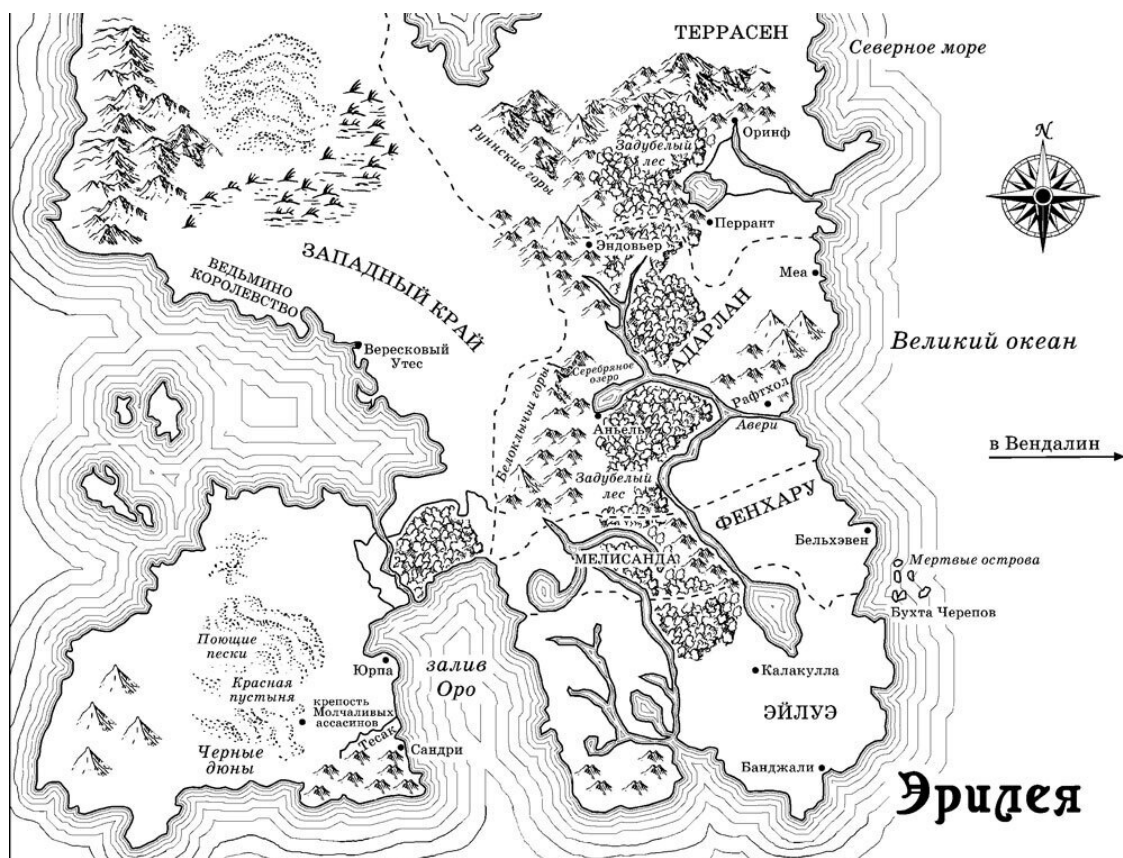 ТЕРРАСЕН
Северное море
N
Оринф
Задубелый
лес
Руннские горы
Перрант
Эндовьер
Меа
ЗАПАДНЫЙ КРАЙ
ВЕДЬМИНО
КОРОЛЕВСТВО
АДАРЛАН
Великий океан
Вересковый
Утес
Серебряное
озеро
Рафтхол
Белоклычьи горы
Аньель
Авери
в Вендалин
Задубелый
лес
ФЕНХАРУ
Бельхэвен
МЕЛИСАНДА
Мертвые острова
Бухта Черепов
Поющие
пески
Юрпа
залив
Оро
Калакулла
Красная
пустыня
крепость
Молчаливых
ассасинов
ЭЙЛУЭ
Тесак
Сандри
Черные
дюны
Банджали
Эрилея